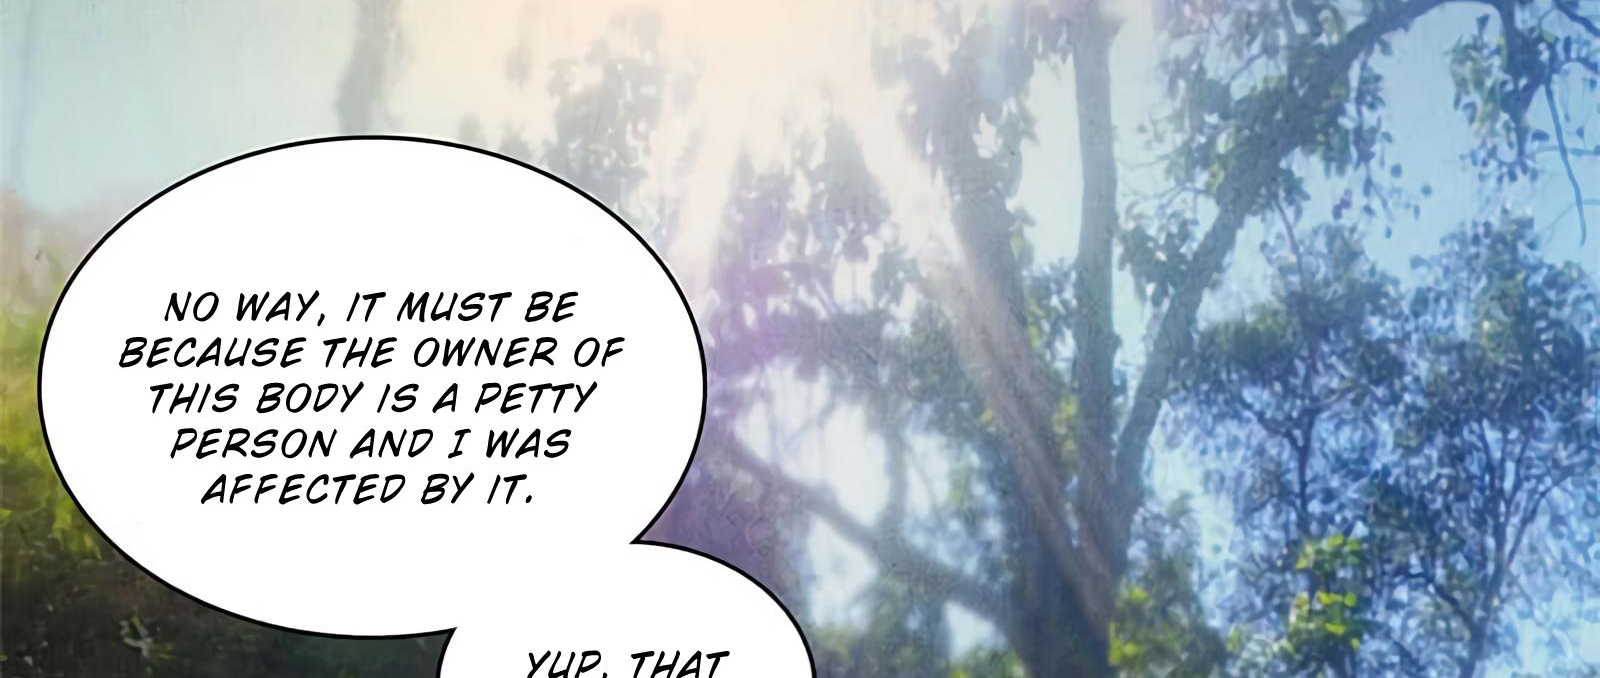 NO WAY, IT MUST BE
BECAUSE THE OWNER OF
THIS BODY IS A PETTY
PERSON AND I WAS
AFFECTED BY IT.
YUP, THAT